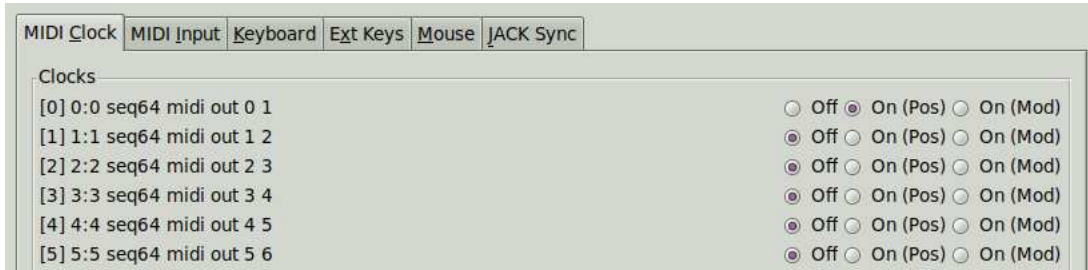 MIDI Clock MIDI Input Keyboard Ext Keys Mouse JACK Sync
Clocks
[0] 0:0 seq64 midi out 0 1 Off On (Pos) On (Mod)
[1] 1:1 seq64 midi out 1 2 Off On (Pos) On (Mod)
[2] 2:2 seq64 midi out 2 3 Off On (Pos) On (Mod)
[3] 3:3 seq64 midi out 3 4 Off On (Pos) On (Mod)
[4] 4:4 seq64 midi out 4 5 Off On (Pos) On (Mod)
[5] 5:5 seq64 midi out 5 6 Off On (Pos) On (Mod)